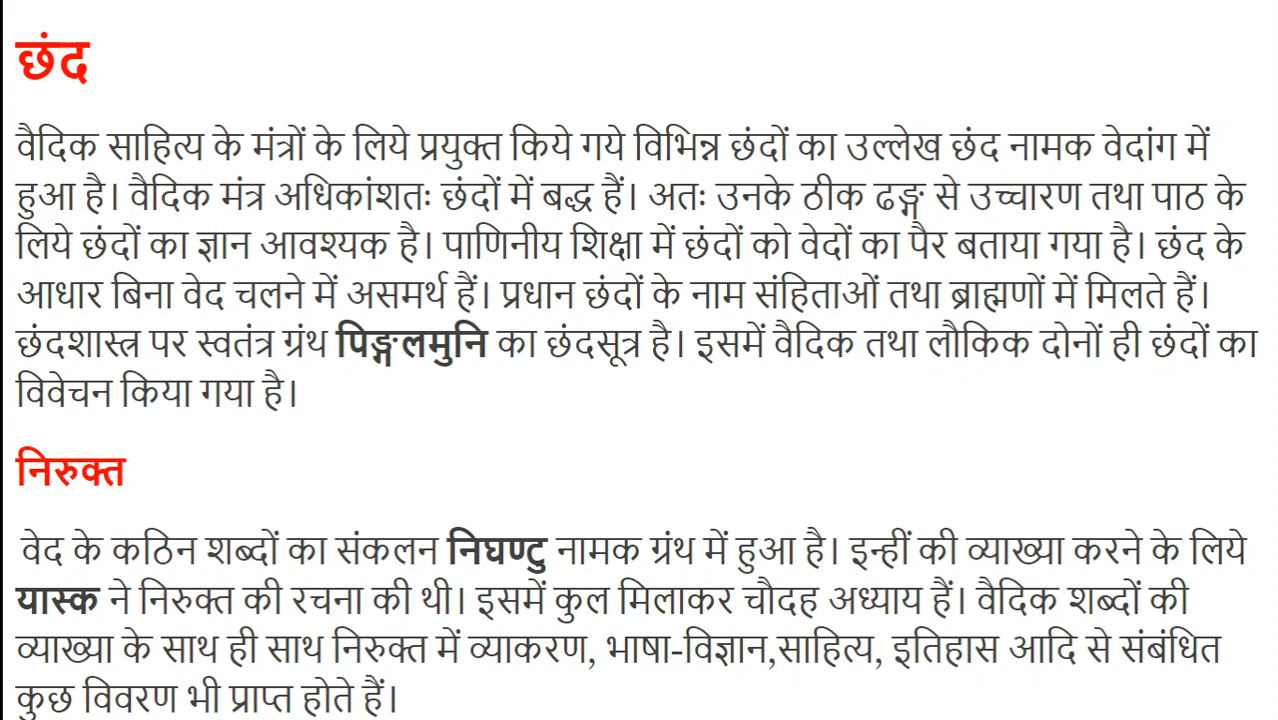 छंद
वैदिक साहित्य के मंत्रों के लिये प्रयुक्त किये गये विभिन्न छंदों का उल्लेख छंद नामक वेदांग में
हुआ है। वैदिक मंत्र अधिकांशतः छंदों में बद्ध हैं। अतः उनके ठीक ढङ्ग से उच्चारण तथा पाठ के
लिये छंदों का ज्ञान आवश्यक है। पाणिनीय शिक्षा में छंदों को वेदों का पैर बताया गया है। छंद के
आधार बिना वेद चलने में असमर्थ हैं। प्रधान छंदों के नाम संहिताओं तथा ब्राह्मणों में मिलते हैं।
छंदशास्त्र पर स्वतंत्र ग्रंथ पिङ्गलमुनि का छंदसूत्र है। इसमें वैदिक तथा लौकिक दोनों ही छंदों का
विवेचन किया गया है।
निरुक्त
वेद के कठिन शब्दों का संकलन निघण्टु नामक ग्रंथ में हुआ है। इन्हीं की व्याख्या करने के लिये
यास्क ने निरुक्त की रचना की थी। इसमें कुल मिलाकर चौदह अध्याय हैं। वैदिक शब्दों की
व्याख्या के साथ ही साथ निरुक्त में व्याकरण, भाषा-विज्ञान,साहित्य, इतिहास आदि से संबंधित
कुछ विवरण भी प्राप्त होते हैं।